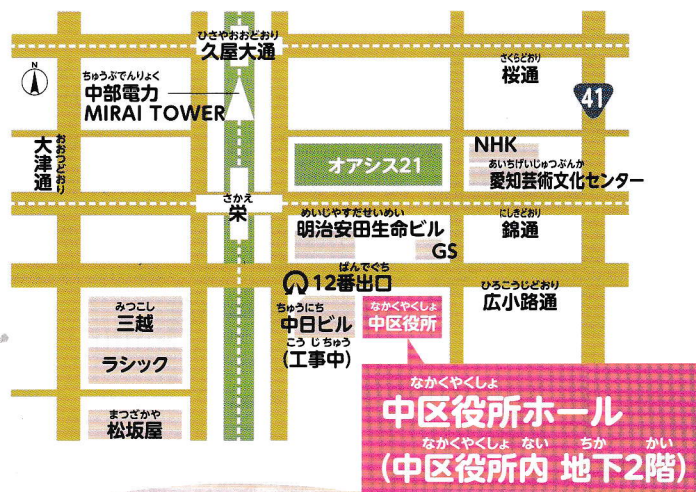 ひさやおおどおり
久屋大通
さくらどおり
桜通
N
ちゅうぶでんりょく
中部電力
MIRAI TOWER
41
おおつどおり
大津通
オアシス21
NHK
あいちげいじゅつぶんか
愛知芸術文化センター
さかえ
栄
めいじやすだせいめい
明治安田生命ビル
GS
にしきどおり
錦通
ばんでぐち
12番出口
ひろこうじどおり
広小路通
みつこし
三越
ちゅうにち
中日ビル
こうじちゅう
(工事中)
なかくやくしょ
中区役所
ラシック
まつざかや
松坂屋
なかくやくしょ
中区役所ホール
なかくやくしょ ない ちか かい
(中区役所内 地下2階)